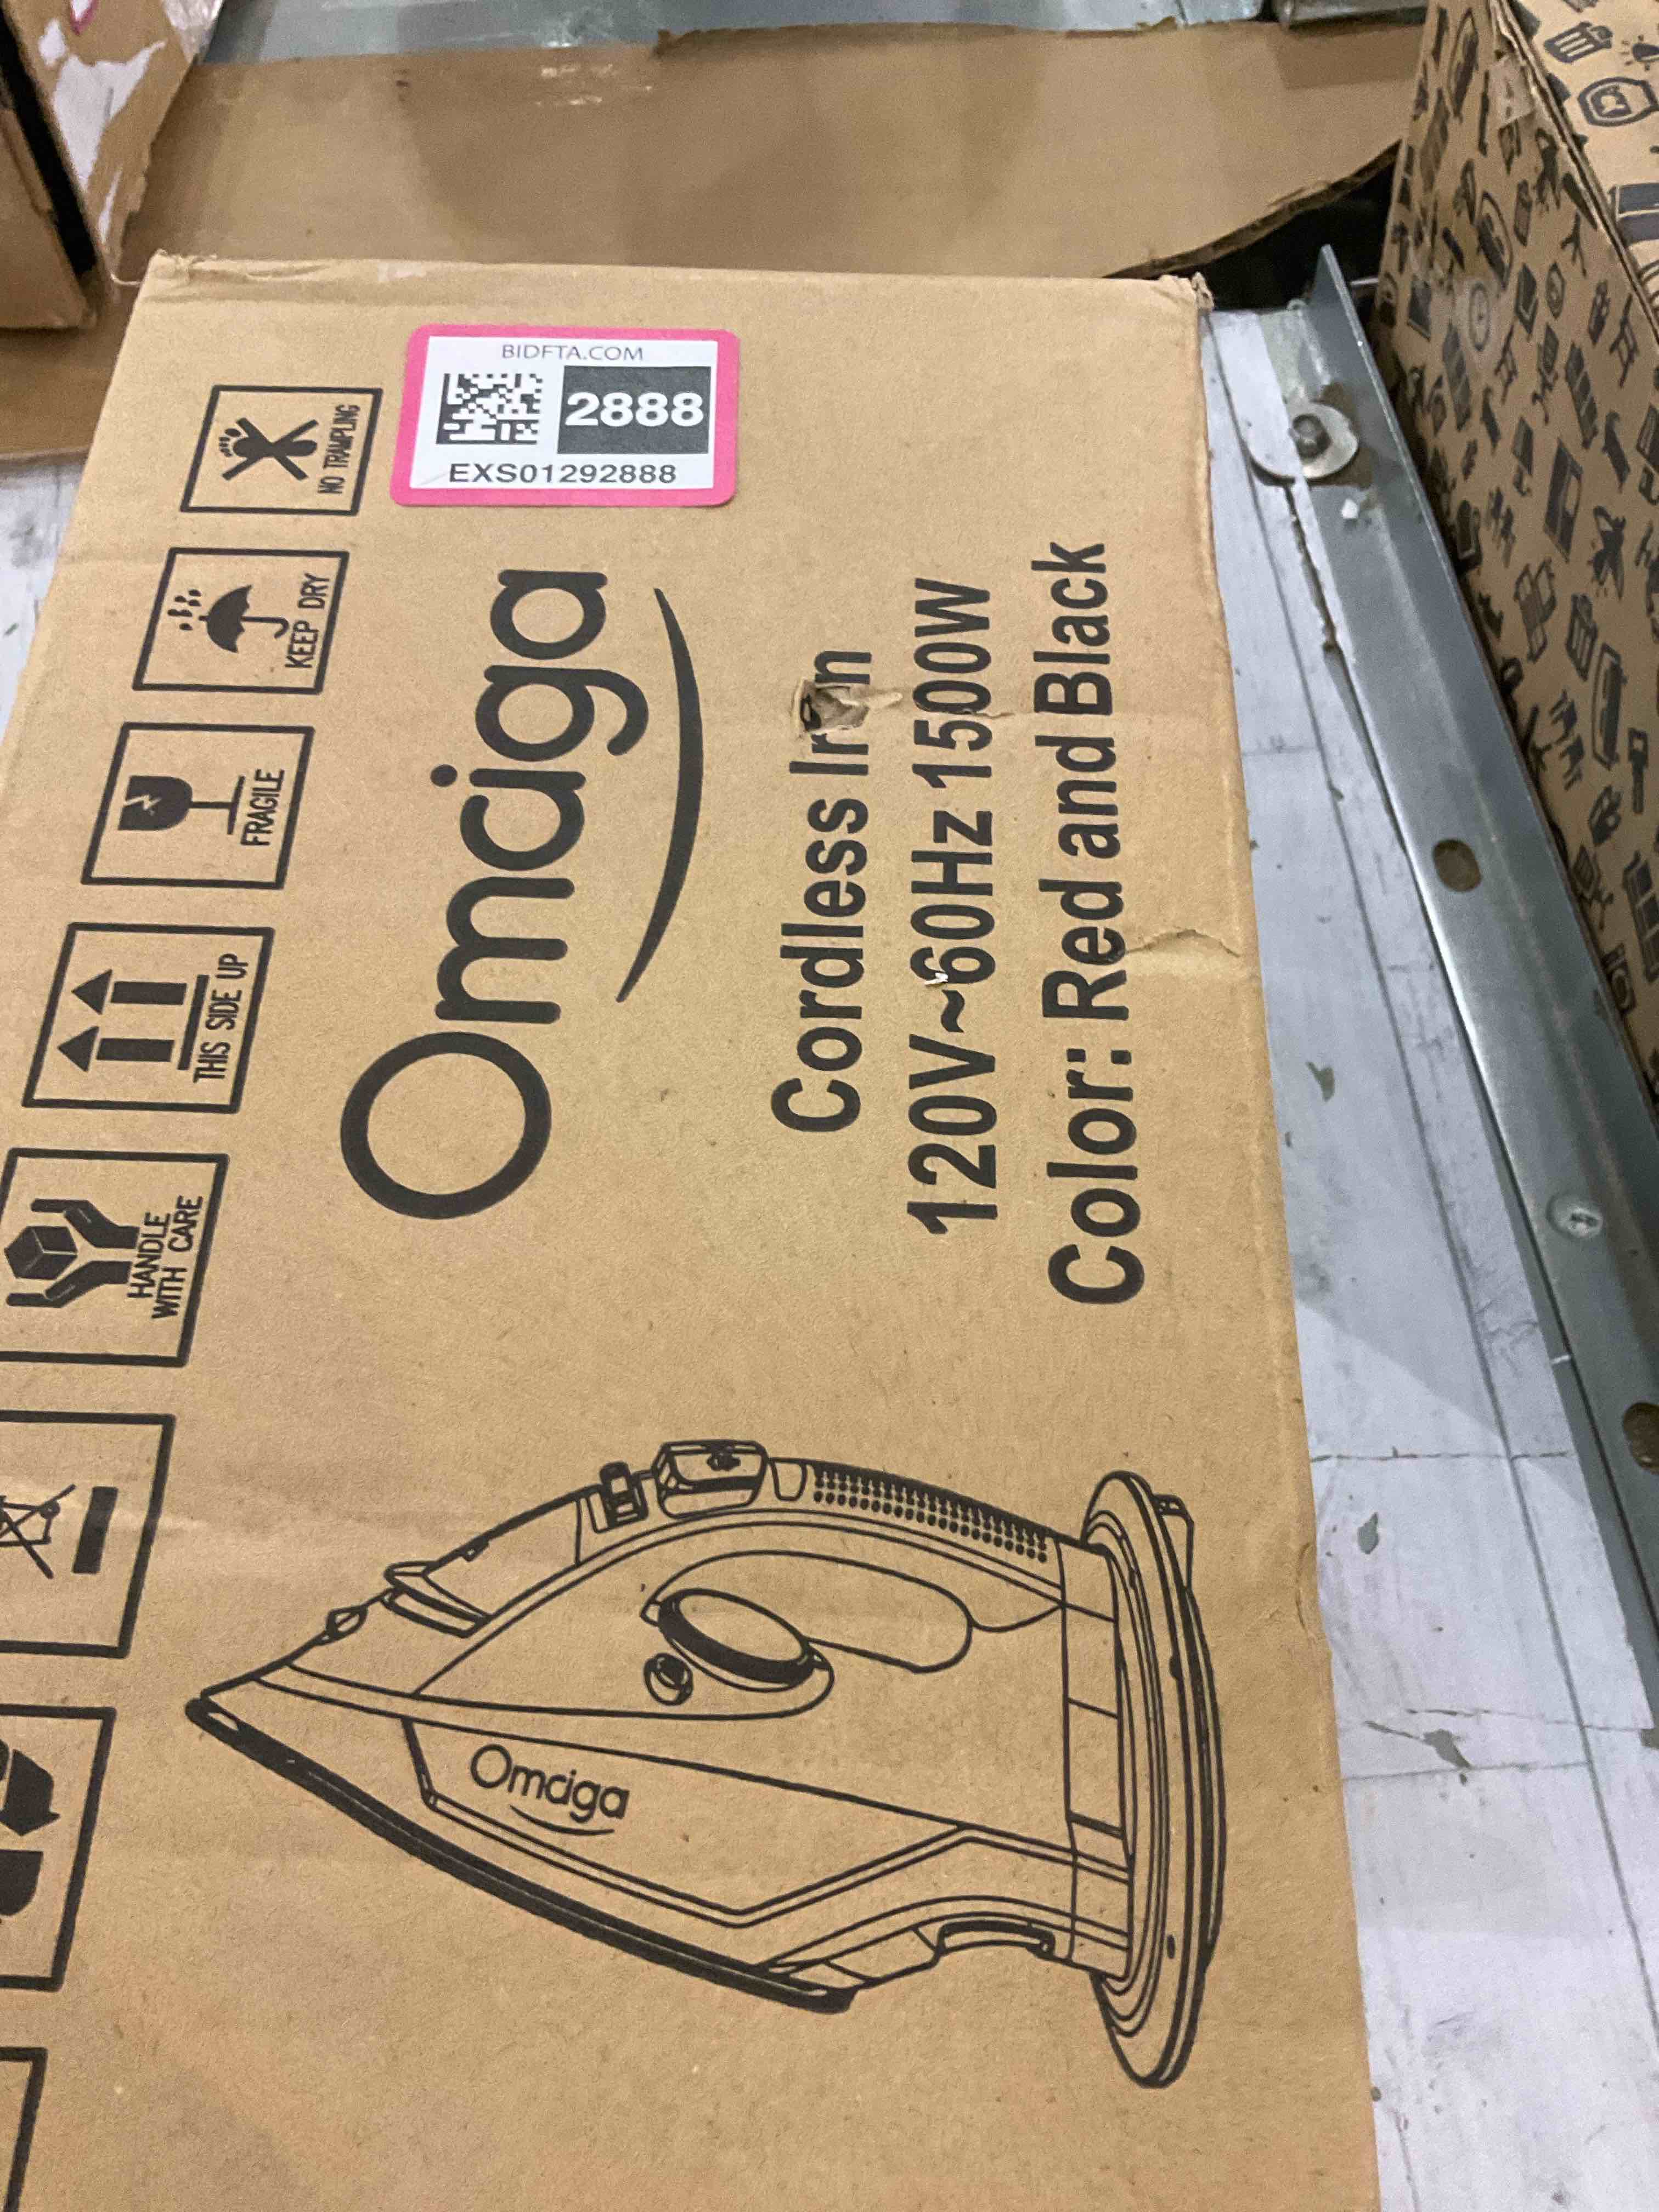 BIDFTA.COM
2888
EXS01292888
NO TRAMPLING
KEEP DRY
FRAGILE
THIS SIDE UP
HANDLE
WITH CARE
Omciga
Cordless Iron
120V~60Hz 1500W
Color: Red and Black
Omciga